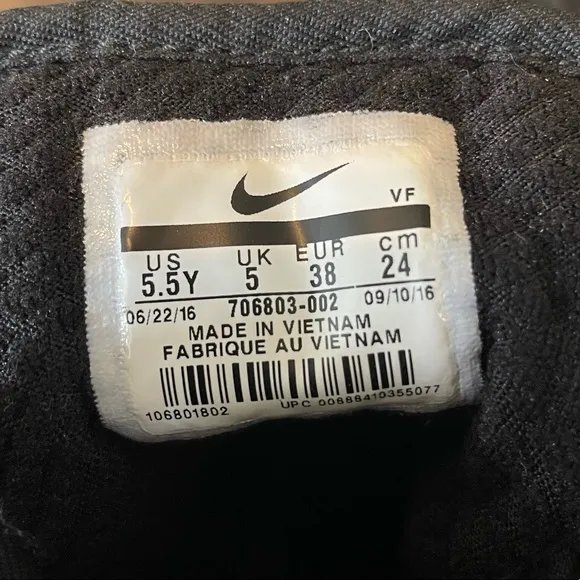 VF
US UK EUR cm
5.5Y 5 38 24
06/22/16 706803-002 09/10/16
MADE IN VIETNAM
FABRIQUE AU VIETNAM
106801802 UPC 00888410355077